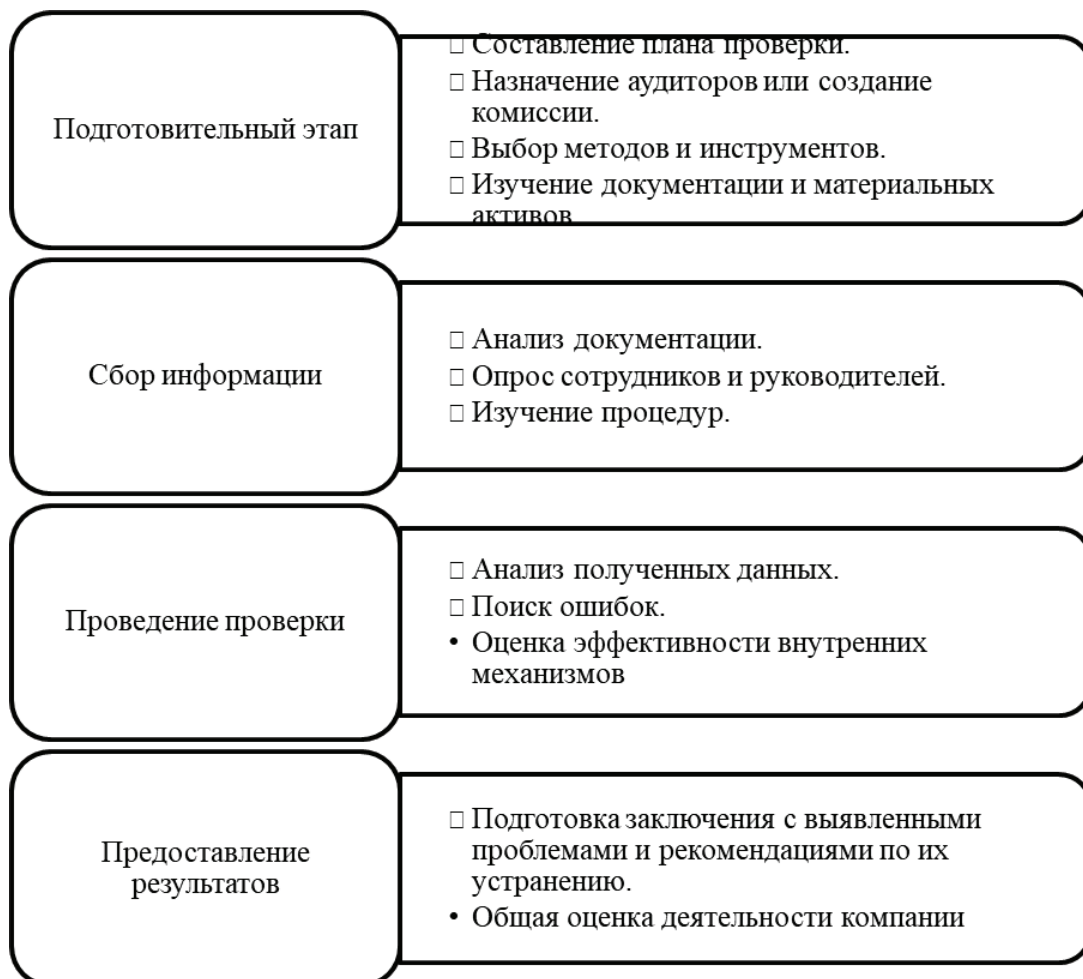 Подготовительный этап
□ Составление плана проверки.
□ Назначение аудиторов или создание
комиссии.
□ Выбор методов и инструментов.
□ Изучение документации и материальных
активов
Сбор информации
□ Анализ документации.
□ Опрос сотрудников и руководителей.
□ Изучение процедур.
Проведение проверки
□ Анализ полученных данных.
□ Поиск ошибок.
• Оценка эффективности внутренних
механизмов
Предоставление
результатов
□ Подготовка заключения с выявленными
проблемами и рекомендациями по их
устранению.
• Общая оценка деятельности компании